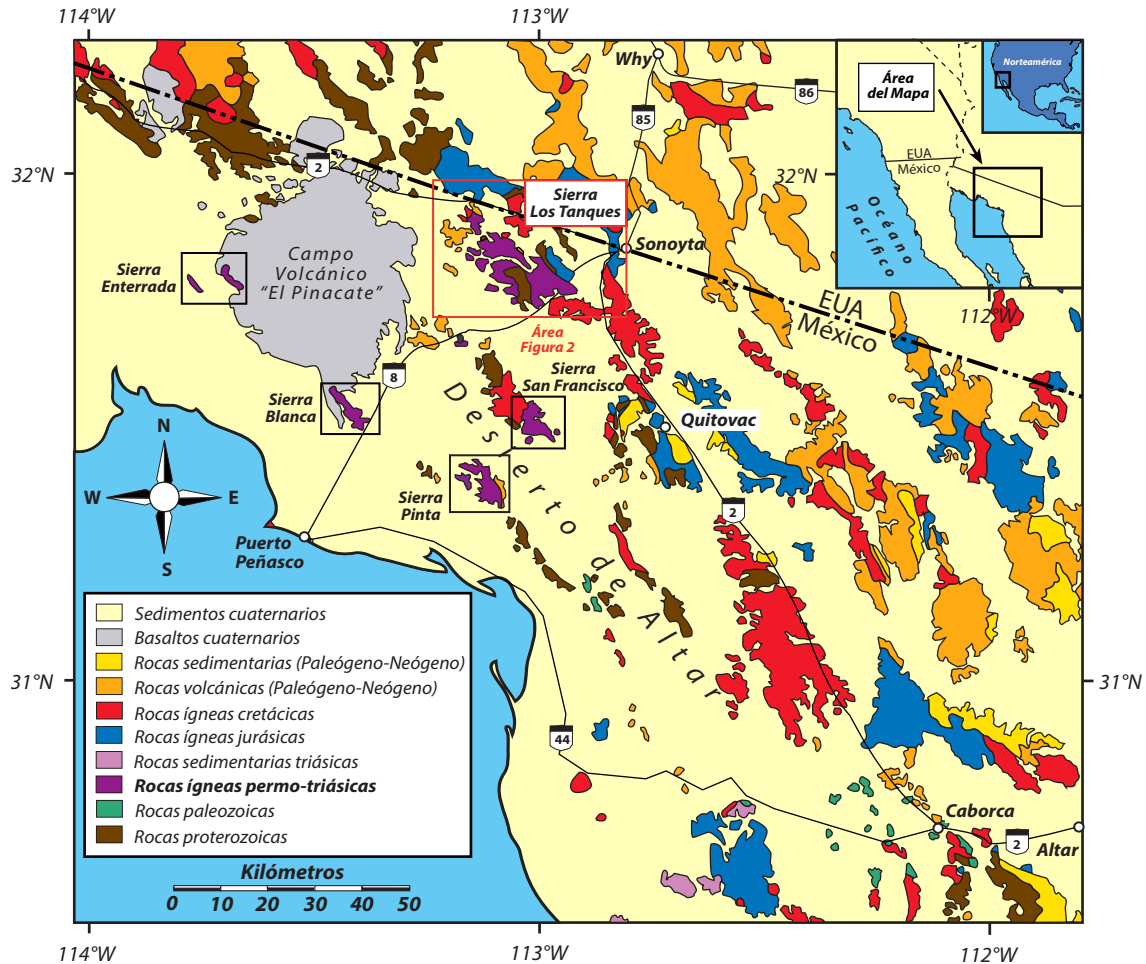 114°W
113°W
Why
86
85
Norteamérica
Área
del Mapa
EUA
México
Océano
Pacífico
32°N
32°N
2
Sierra
Los Tanques
Sonoyta
Campo
Volcánico
"El Pinacate"
Sierra
Enterrada
EUA
México
112°W
Área
Figura 2
8
Sierra
San Francisco
Sierra
Blanca
Quitovac
Desierto de Altar
N
W
E
S
Sierra
Pinta
2
Puerto
Peñasco
Sedimentos cuaternarios
Basaltos cuaternarios
Rocas sedimentarias (Paleógeno-Neógeno)
Rocas volcánicas (Paleógeno-Neógeno)
Rocas ígneas cretácicas
Rocas ígneas jurásicas
Rocas sedimentarias triásicas
Rocas ígneas permo-triásicas
Rocas paleozoicas
Rocas proterozoicas
31°N
31°N
44
Caborca
2
Altar
Kilómetros
0 10 20 30 40 50
114°W
113°W
112°W